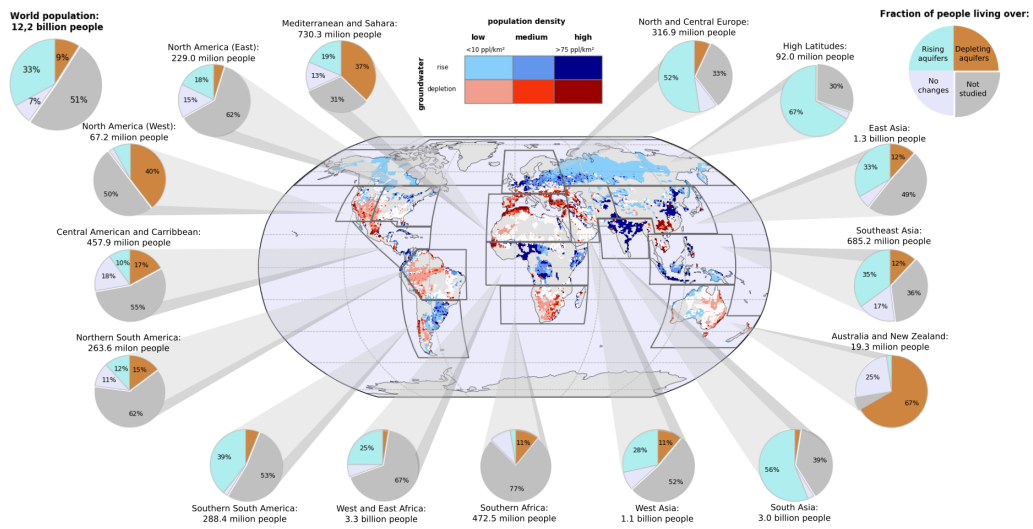 World population:
12,2 billion people
33%
9%
7%
51%
North America (East):
229.0 milion people
18%
15%
62%
Mediterranean and Sahara:
730.3 milion people
19%
37%
13%
31%
population density
low
medium
high
<10 ppl/km²
>75 ppl/km²
groundwater
rise
depletion
North and Central Europe:
316.9 milion people
52%
33%
High Latitudes:
92.0 milion people
30%
67%
Fraction of people living over:
Rising
aquifers
Depleting
aquifers
No
changes
Not
studied
North America (West):
67.2 milion people
40%
50%
East Asia:
1.3 billion people
33%
12%
49%
Central American and Carribbean:
457.9 milion people
10%
17%
18%
55%
Southeast Asia:
685.2 milion people
35%
12%
17%
36%
Northern South America:
263.6 milon people
12%
15%
11%
62%
Australia and New Zealand:
19.3 milion people
25%
67%
39%
53%
Southern South America:
288.4 milion people
25%
67%
West and East Africa:
3.3 billion people
11%
77%
Southern Africa:
472.5 milion people
28%
11%
52%
West Asia:
1.1 billion people
56%
39%
South Asia:
3.0 billion people